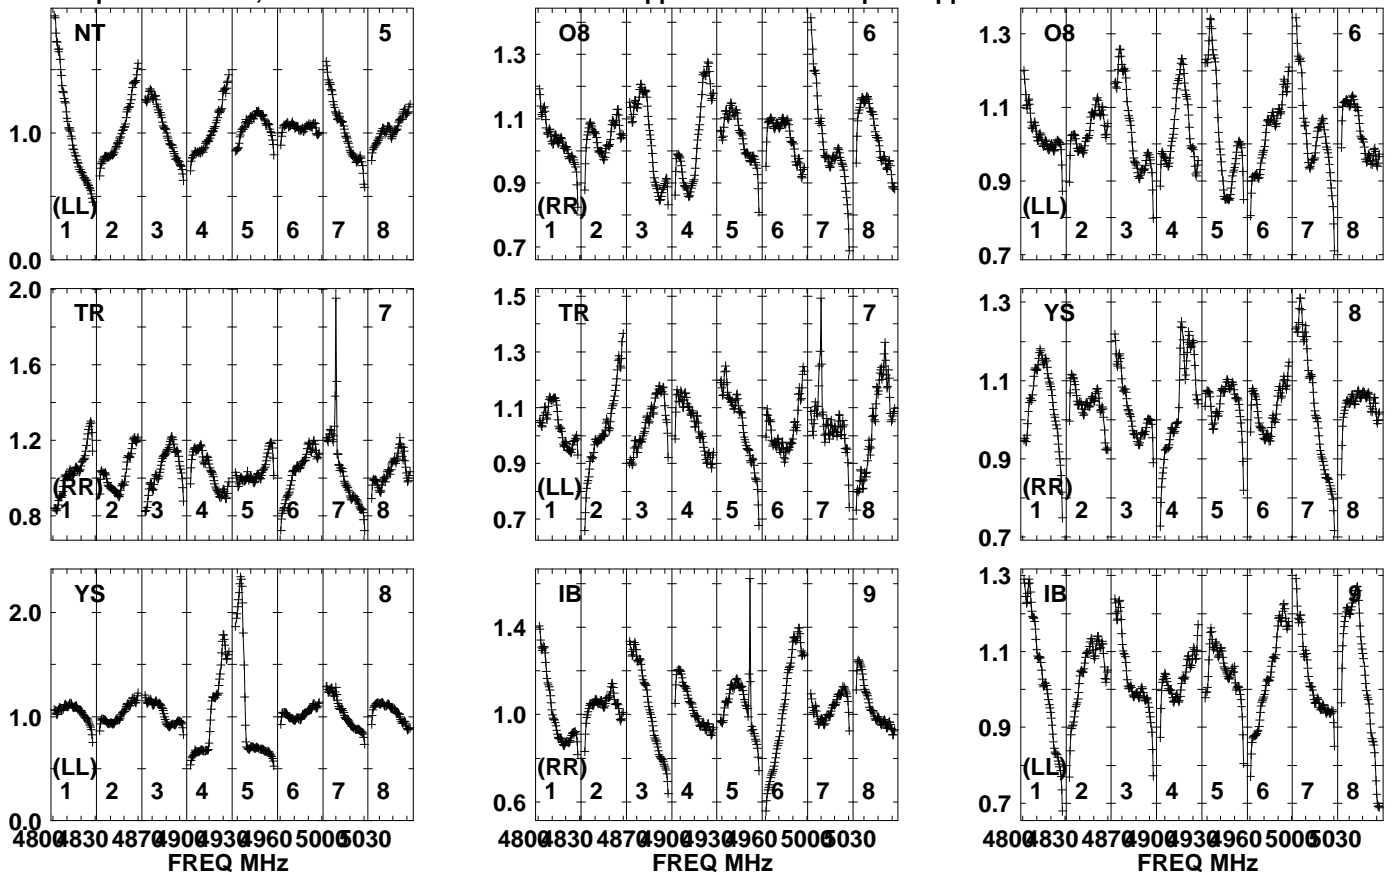 NT 5
1.0
0.0
(LL)
1 2 3 4 5 6 7 8
O8 6
1.3
1.1
0.9
0.7
(RR)
1 2 3 4 5 6 7 8
O8 6
1.3
1.1
0.9
0.7
(LL)
1 2 3 4 5 6 7 8
TR 7
2.0
1.6
1.2
0.8
(RR)
1 2 3 4 5 6 7 8
TR 7
1.5
1.3
1.1
0.9
0.7
(LL)
1 2 3 4 5 6 7 8
YS 8
1.3
1.1
0.9
0.7
(RR)
1 2 3 4 5 6 7 8
YS 8
2.0
1.0
0.0
(LL)
1 2 3 4 5 6 7 8
4800 4830 4870 4900 4930 4960 5000 5030
FREQ MHz
IB 9
1.4
1.0
0.6
(RR)
1 2 3 4 5 6 7 8
4800 4830 4870 4900 4930 4960 5000 5030
FREQ MHz
IB 9
1.3
1.1
0.9
0.7
(LL)
1 2 3 4 5 6 7 8
4800 4830 4870 4900 4930 4960 5000 5030
FREQ MHz